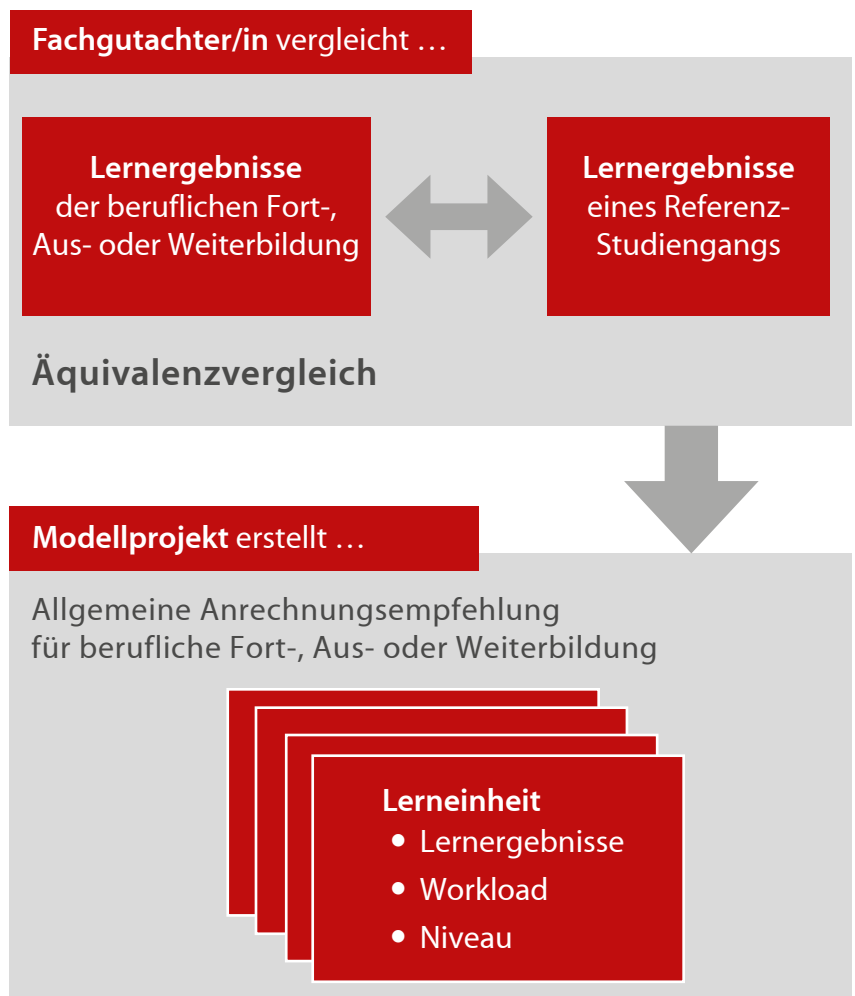 Fachgutachter/in vergleicht …
Lernergebnisse
der beruflichen Fort-,
Aus- oder Weiterbildung
Lernergebnisse
eines Referenz-
Studiengangs
Äquivalenzvergleich
Modellprojekt erstellt …
Allgemeine Anrechnungsempfehlung
für berufliche Fort-, Aus- oder Weiterbildung
Lerneinheit
• Lernergebnisse
• Workload
• Niveau